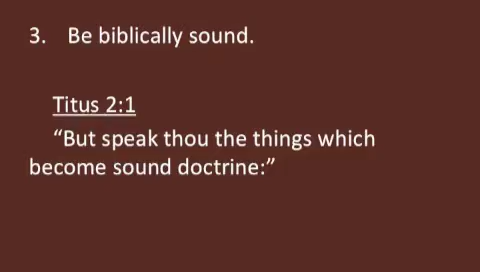 3. Be biblically sound.
Titus 2:1
“But speak thou the things which
become sound doctrine:”